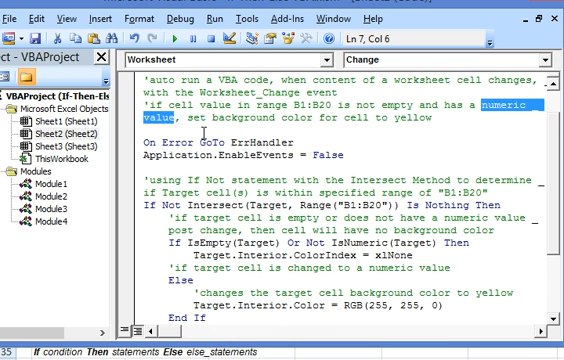 File Edit View Insert Format Debug Run Tools Add-Ins Window Help
Ln 7, Col 6
ct - VBAProject
Worksheet
Change
VBAProject (If-Then-Els
Microsoft Excel Objects
Sheet1 (Sheet1)
Sheet2 (Sheet2)
Sheet3 (Sheet3)
ThisWorkbook
Modules
Module1
Module2
Module3
Module4
'auto run a VBA code, when content of a worksheet cell changes, _
with the Worksheet_Change event
'if cell value in range B1:B20 is not empty and has a numeric _
value, set background color for cell to yellow
On Error GoTo ErrHandler
Application.EnableEvents = False
'using If Not statement with the Intersect Method to determine _
if Target cell(s) is within specified range of "B1:B20"
If Not Intersect(Target, Range("B1:B20")) Is Nothing Then
'if target cell is empty or does not have a numeric value _
post change, then cell will have no background color
If IsEmpty(Target) Or Not IsNumeric(Target) Then
Target.Interior.ColorIndex = xlNone
'if target cell is changed to a numeric value
Else
'changes the target cell background color to yellow
Target.Interior.Color = RGB(255, 255, 0)
End If
35 If condition Then statements Else else_statements